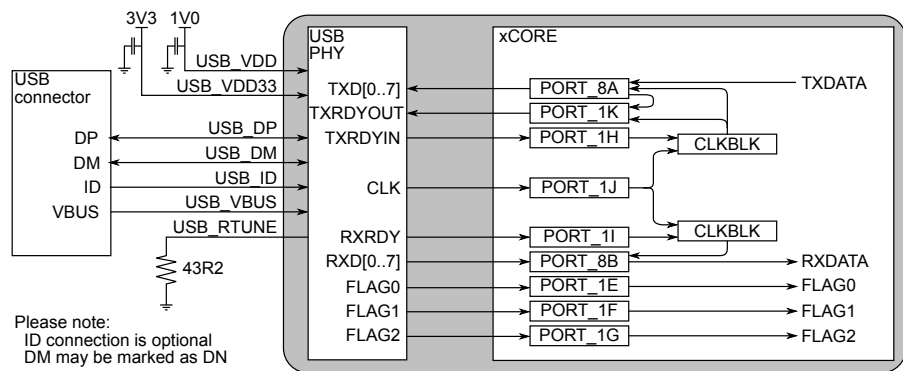 3V3 1V0
USB PHY
xCORE
USB connector
USB_VDD
USB_VDD33
TXD[0..7] PORT_8A TXDATA
TXRDYOUT PORT_1K
DP USB_DP TXRDYIN PORT_1H CLKBLK
DM USB_DM
ID USB_ID CLK PORT_1J
VBUS USB_VBUS
USB_RTUNE RXRDY PORT_1I CLKBLK
43R2 RXD[0..7] PORT_8B RXDATA
FLAG0 PORT_1E FLAG0
FLAG1 PORT_1F FLAG1
FLAG2 PORT_1G FLAG2
Please note:
ID connection is optional
DM may be marked as DN